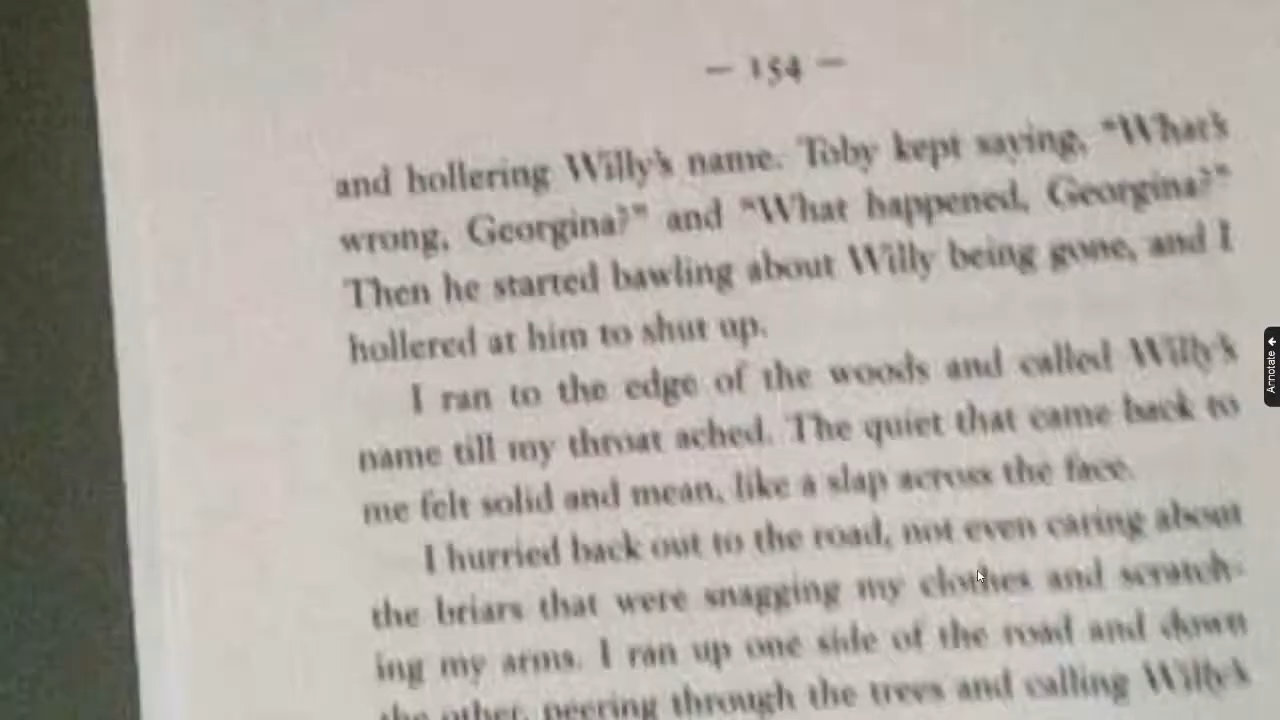 — 154 —
and hollering Willy's name. Toby kept saying, "What's
wrong, Georgina?" and "What happened, Georgina?"
Then he started bawling about Willy being gone, and I
hollered at him to shut up.
I ran to the edge of the woods and called Willy's
name till my throat ached. The quiet that came back to
me felt solid and mean, like a slap across the face.
I hurried back out to the road, not even caring about
the briars that were snagging my clothes and scratch-
ing my arms. I ran up one side of the road and down
the other, peering through the trees and calling Willy's
Annotate